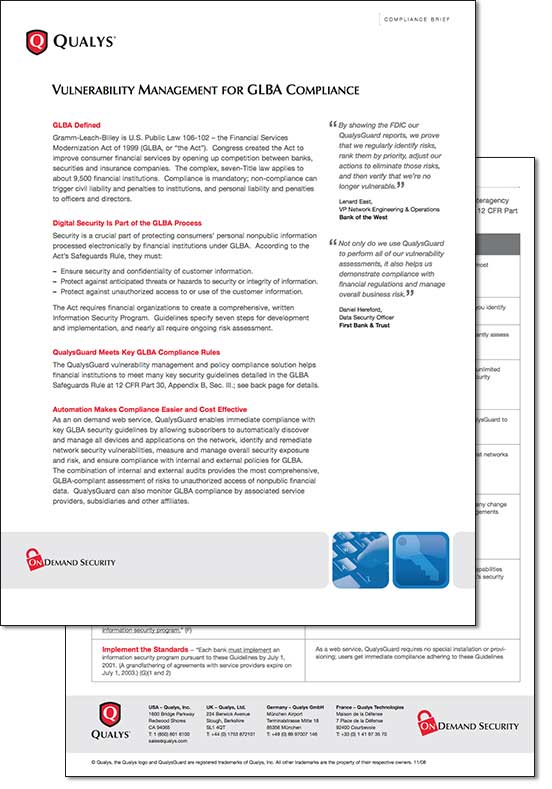 COMPLIANCE BRIEF
QUALYS®
VULNERABILITY MANAGEMENT FOR GLBA COMPLIANCE
GLBA Defined
Gramm-Leach-Bliley is U.S. Public Law 106-102 – the Financial Services
Modernization Act of 1999 (GLBA, or “the Act”). Congress created the Act to
improve consumer financial services by opening up competition between banks,
securities and insurance companies. The complex, seven-Title law applies to
about 9,500 financial institutions. Compliance is mandatory; non-compliance can
trigger civil liability and penalties to institutions, and personal liability and penalties
to officers and directors.
Digital Security Is Part of the GLBA Process
Security is a crucial part of protecting consumers’ personal nonpublic information
processed electronically by financial institutions under GLBA. According to the
Act’s Safeguards Rule, they must:
– Ensure security and confidentiality of customer information.
– Protect against anticipated threats or hazards to security or integrity of information.
– Protect against unauthorized access to or use of the customer information.
The Act requires financial organizations to create a comprehensive, written
Information Security Program. Guidelines specify seven steps for development
and implementation, and nearly all require ongoing risk assessment.
QualysGuard Meets Key GLBA Compliance Rules
The QualysGuard vulnerability management and policy compliance solution helps
financial institutions to meet many key security guidelines detailed in the GLBA
Safeguards Rule at 12 CFR Part 30, Appendix B, Sec. III.; see back page for details.
Automation Makes Compliance Easier and Cost Effective
As an on demand web service, QualysGuard enables immediate compliance with
key GLBA security guidelines by allowing subscribers to automatically discover
and manage all devices and applications on the network, identify and remediate
network security vulnerabilities, measure and manage overall security exposure
and risk, and ensure compliance with internal and external policies for GLBA.
The combination of internal and external audits provides the most comprehensive,
GLBA-compliant assessment of risks to unauthorized access of nonpublic financial
data. QualysGuard can also monitor GLBA compliance by associated service
providers, subsidiaries and other affiliates.
“By showing the FDIC our
QualysGuard reports, we prove
that we regularly identify risks,
rank them by priority, adjust our
actions to eliminate those risks,
and then verify that we’re no
longer vulnerable.”
Lenard East,
VP Network Engineering & Operations
Bank of the West
“Not only do we use QualysGuard
to perform all of our vulnerability
assessments, it also helps us
demonstrate compliance with
financial regulations and manage
overall business risk.”
Daniel Hereford,
Data Security Officer
First Bank & Trust
ON DEMAND SECURITY
teragency
12 CFR Part
most
you identify
antly assess
unlimited
security
ysGuard to
networks
any change
gements
apabilities
’s security
information security program.” (F)
Implement the Standards – “Each bank must implement an
information security program pursuant to these Guidelines by July 1,
2001. (A grandfathering of agreements with service providers expire on
July 1, 2003.) (G)(1 and 2)
As a web service, QualysGuard requires no special installation or provi-
sioning; users get immediate compliance adhering to these Guidelines
QUALYS®
USA – Qualys, Inc.
1600 Bridge Parkway
Redwood Shores
CA 94065
T: 1 (650) 801 6100
sales@qualys.com
UK – Qualys, Ltd.
224 Berwick Avenue
Slough, Berkshire
SL1 4QT
T: +44 (0) 1753 872101
Germany – Qualys GmbH
München Airport
Terminalstrasse Mitte 18
85356 München
T: +49 (0) 89 97007 146
France – Qualys Technologies
Maison de la Défense
7 Place de la Défense
92400 Courbevoie
T: +33 (0) 1 41 97 35 70
ON DEMAND SECURITY
© Qualys, the Qualys logo and QualysGuard are registered trademarks of Qualys, Inc. All other trademarks are the property of their respective owners. 11/08